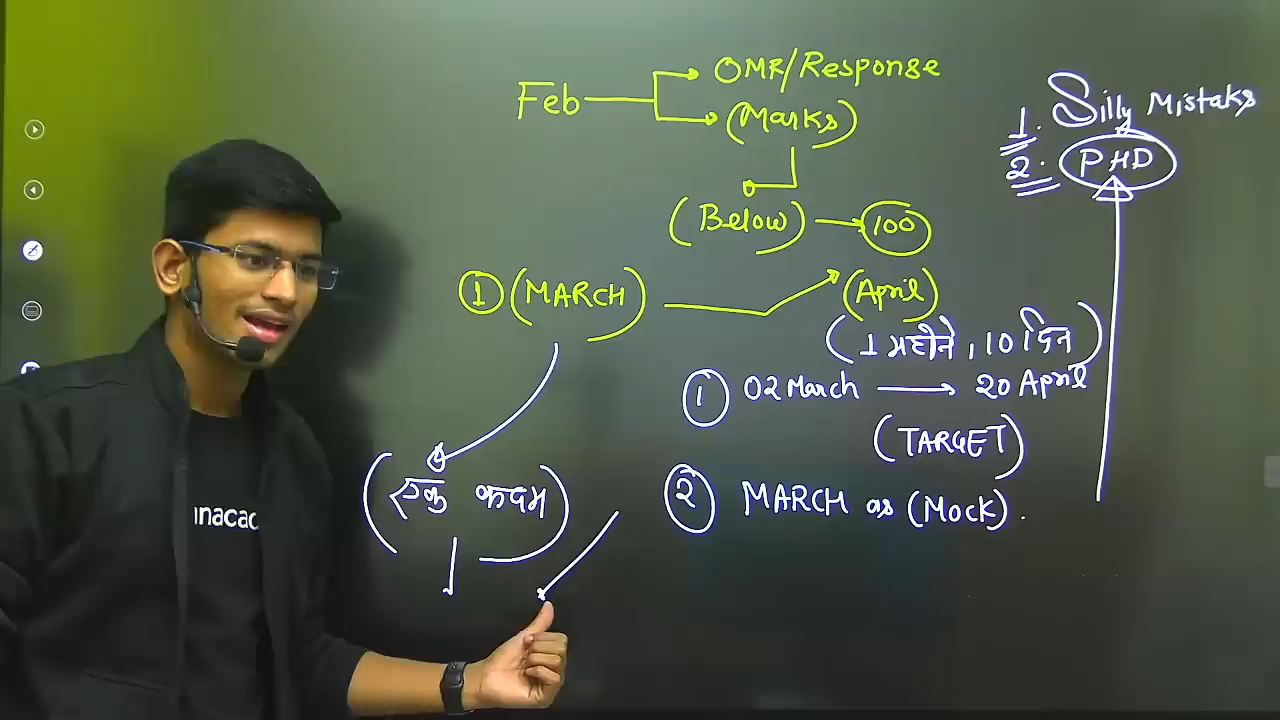 Feb
OMR/Response
(Marks)
(Below) → 100
1 (MARCH)
(April)
(1 महीने, 10 दिन)
1 02 March → 20 April
(TARGET)
2 MARCH as (Mock).
(एक कदम)
1. Silly Mistaks
2. PHD
unacac